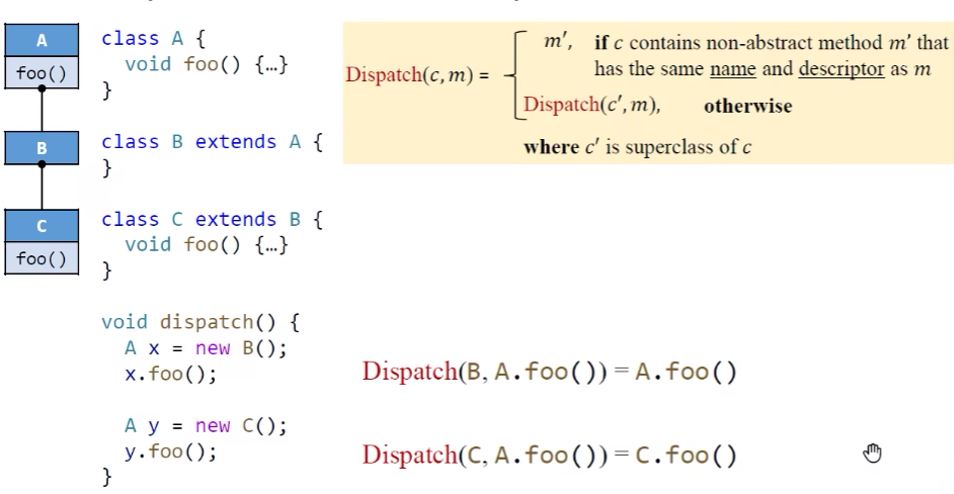 A
foo()
B
C
foo()
class A {
void foo() {…}
}
class B extends A {
}
class C extends B {
void foo() {…}
}
Dispatch(c, m) =
m′, if c contains non-abstract method m′ that
has the same name and descriptor as m
Dispatch(c′, m), otherwise
where c′ is superclass of c
void dispatch() {
A x = new B();
x.foo();
Dispatch(B, A.foo()) = A.foo()
A y = new C();
y.foo();
Dispatch(C, A.foo()) = C.foo()
}